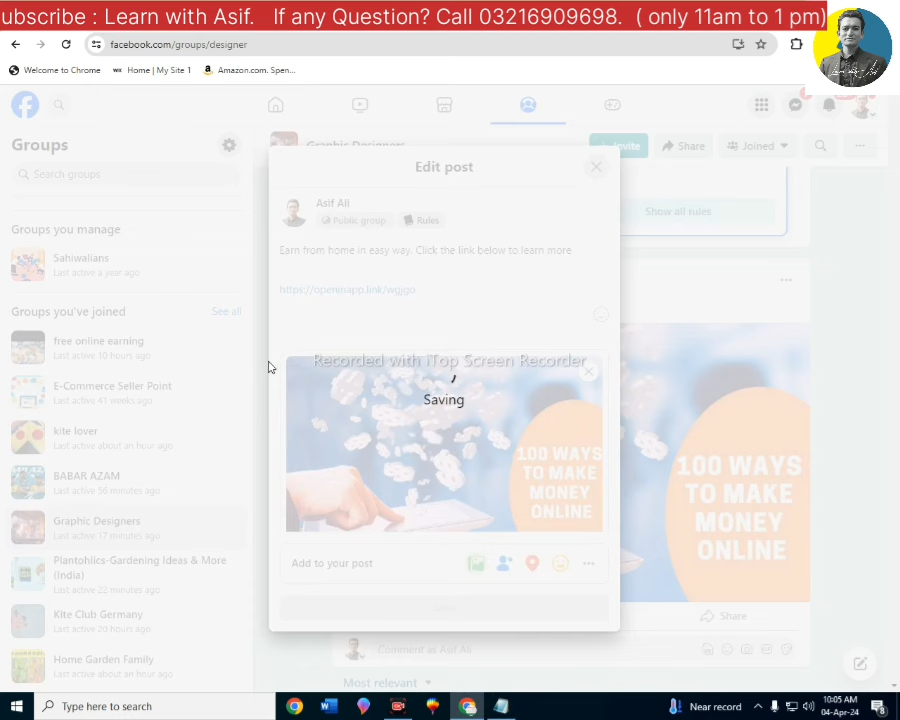 ubscribe : Learn with Asif.   If any Question? Call 03216909698.  ( only 11am to 1 pm)
facebook.com/groups/designer
Welcome to Chrome
Home | My Site 1
Amazon.com. Spen...
Groups
Graphic Designers
Invite
Share
Joined
Search groups
Edit post
Asif Ali
Public group
Rules
Show all rules
Groups you manage
Sahiwalians
Last active a year ago
Earn from home in easy way. Click the link below to learn more
https://openinapp.link/wgjgo
Groups you've joined
See all
free online earning
Last active 10 hours ago
E-Commerce Seller Point
Last active 41 weeks ago
kite lover
Last active about an hour ago
BABAR AZAM
Last active 56 minutes ago
Graphic Designers
Last active 17 minutes ago
Plantohlics-Gardening Ideas & More
(India)
Last active 22 minutes ago
Kite Club Germany
Last active 20 hours ago
Home Garden Family
Last active about an hour ago
Recorded with iTop Screen Recorder
Saving
100 WAYS
TO MAKE
MONEY
ONLINE
100 WAYS
TO MAKE
MONEY
ONLINE
Add to your post
Share
Comment as Asif Ali
Most relevant
Type here to search
Near record
10:05 AM
04-Apr-24
8